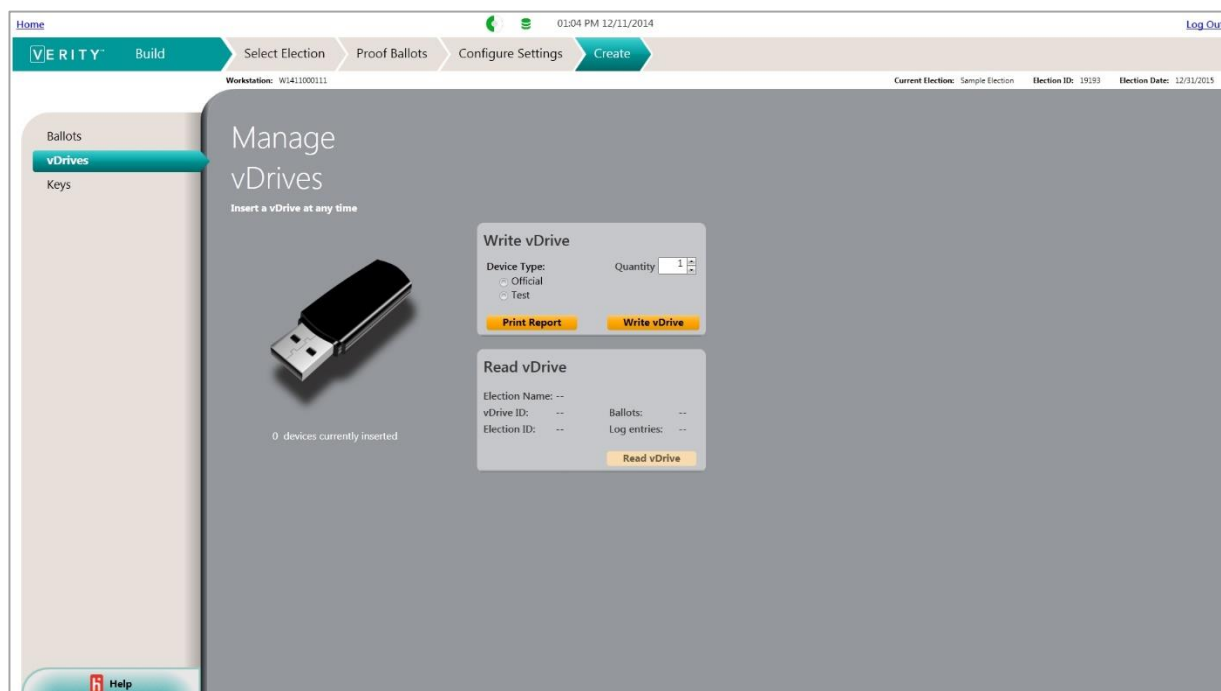 Home
01:04 PM 12/11/2014
VERITY™ Build
Select Election
Proof Ballots
Configure Settings
Create
Workstation: W1411000111
Current Election: Sample Election
Election ID: 19193
Election Date: 12/31/2015
Ballots
vDrives
Keys
Manage
vDrives
Insert a vDrive at any time
0 devices currently inserted
Write vDrive
Device Type:
Quantity 1
Official
Test
Print Report
Write vDrive
Read vDrive
Election Name: --
vDrive ID: --
Ballots: --
Election ID: --
Log entries: --
Read vDrive
Help